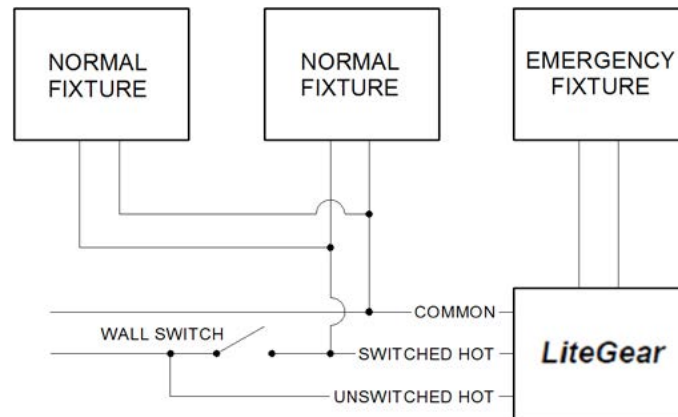 NORMAL
FIXTURE
NORMAL
FIXTURE
EMERGENCY
FIXTURE
COMMON
WALL SWITCH
SWITCHED HOT
LiteGear
UNSWITCHED HOT